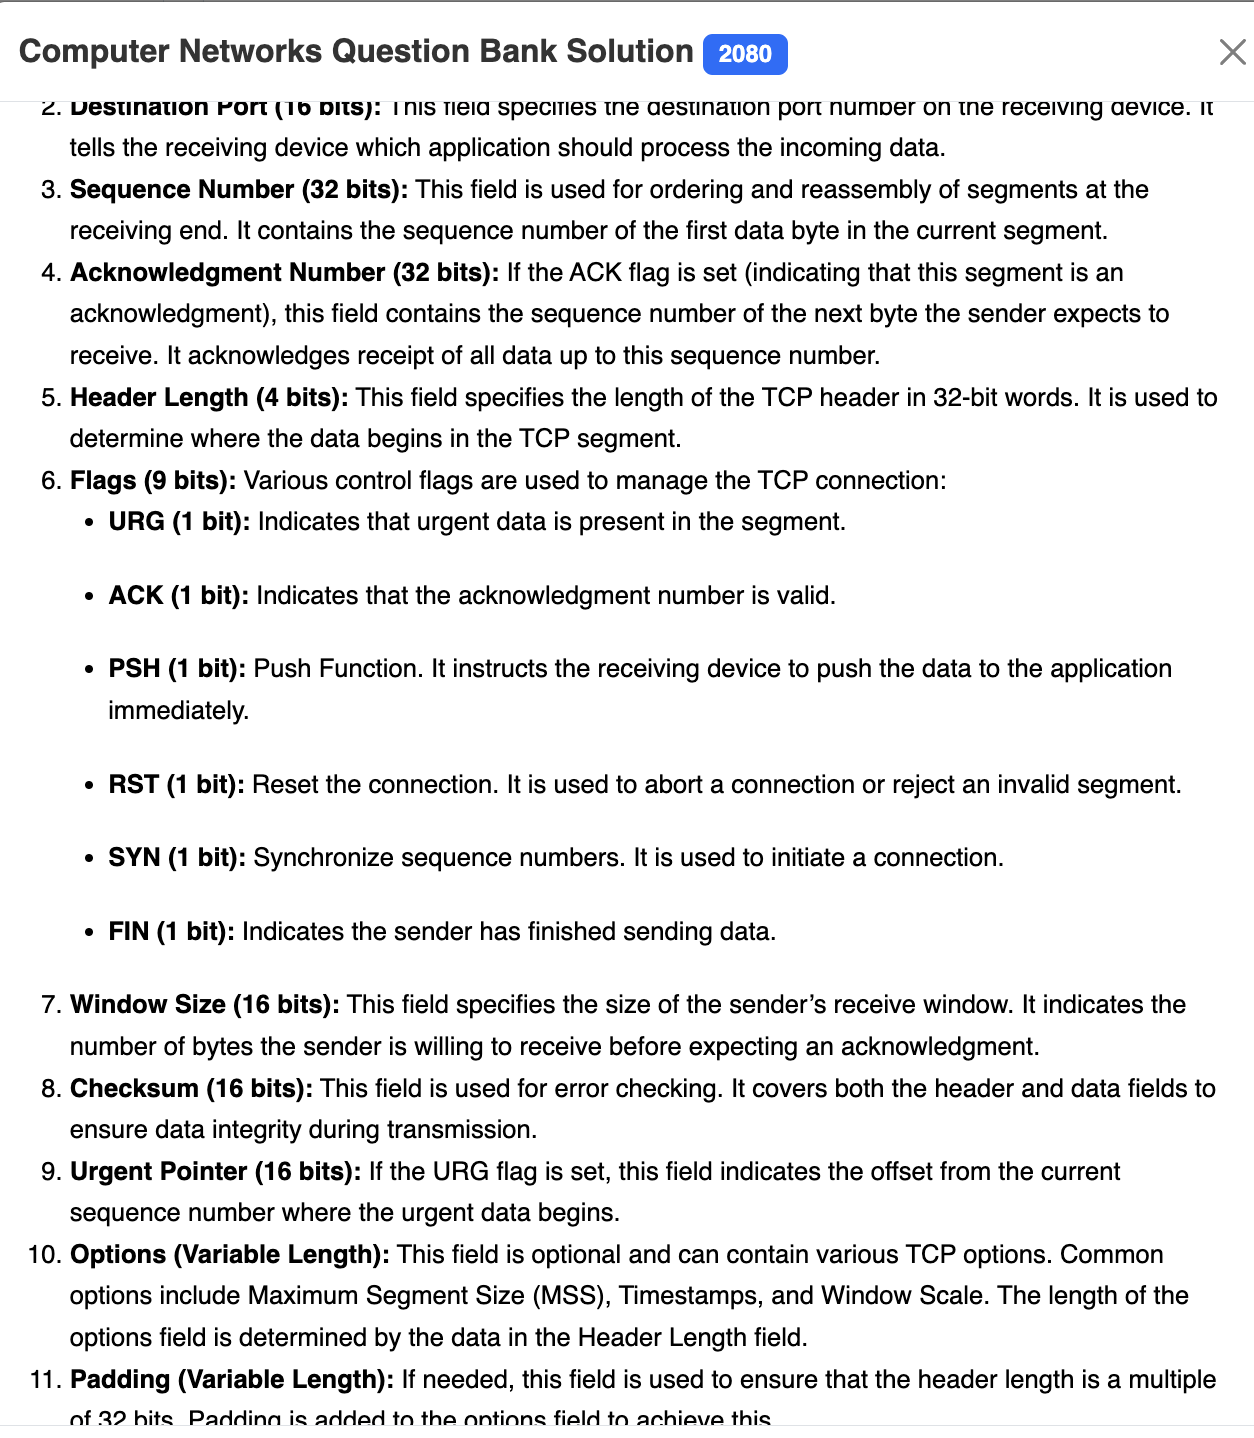 Computer Networks Question Bank Solution 2080
2. Destination Port (16 bits): This field specifies the destination port number on the receiving device. It
tells the receiving device which application should process the incoming data.
3. Sequence Number (32 bits): This field is used for ordering and reassembly of segments at the
receiving end. It contains the sequence number of the first data byte in the current segment.
4. Acknowledgment Number (32 bits): If the ACK flag is set (indicating that this segment is an
acknowledgment), this field contains the sequence number of the next byte the sender expects to
receive. It acknowledges receipt of all data up to this sequence number.
5. Header Length (4 bits): This field specifies the length of the TCP header in 32-bit words. It is used to
determine where the data begins in the TCP segment.
6. Flags (9 bits): Various control flags are used to manage the TCP connection:
• URG (1 bit): Indicates that urgent data is present in the segment.
• ACK (1 bit): Indicates that the acknowledgment number is valid.
• PSH (1 bit): Push Function. It instructs the receiving device to push the data to the application
immediately.
• RST (1 bit): Reset the connection. It is used to abort a connection or reject an invalid segment.
• SYN (1 bit): Synchronize sequence numbers. It is used to initiate a connection.
• FIN (1 bit): Indicates the sender has finished sending data.
7. Window Size (16 bits): This field specifies the size of the sender’s receive window. It indicates the
number of bytes the sender is willing to receive before expecting an acknowledgment.
8. Checksum (16 bits): This field is used for error checking. It covers both the header and data fields to
ensure data integrity during transmission.
9. Urgent Pointer (16 bits): If the URG flag is set, this field indicates the offset from the current
sequence number where the urgent data begins.
10. Options (Variable Length): This field is optional and can contain various TCP options. Common
options include Maximum Segment Size (MSS), Timestamps, and Window Scale. The length of the
options field is determined by the data in the Header Length field.
11. Padding (Variable Length): If needed, this field is used to ensure that the header length is a multiple
of 32 bits. Padding is added to the options field to achieve this.